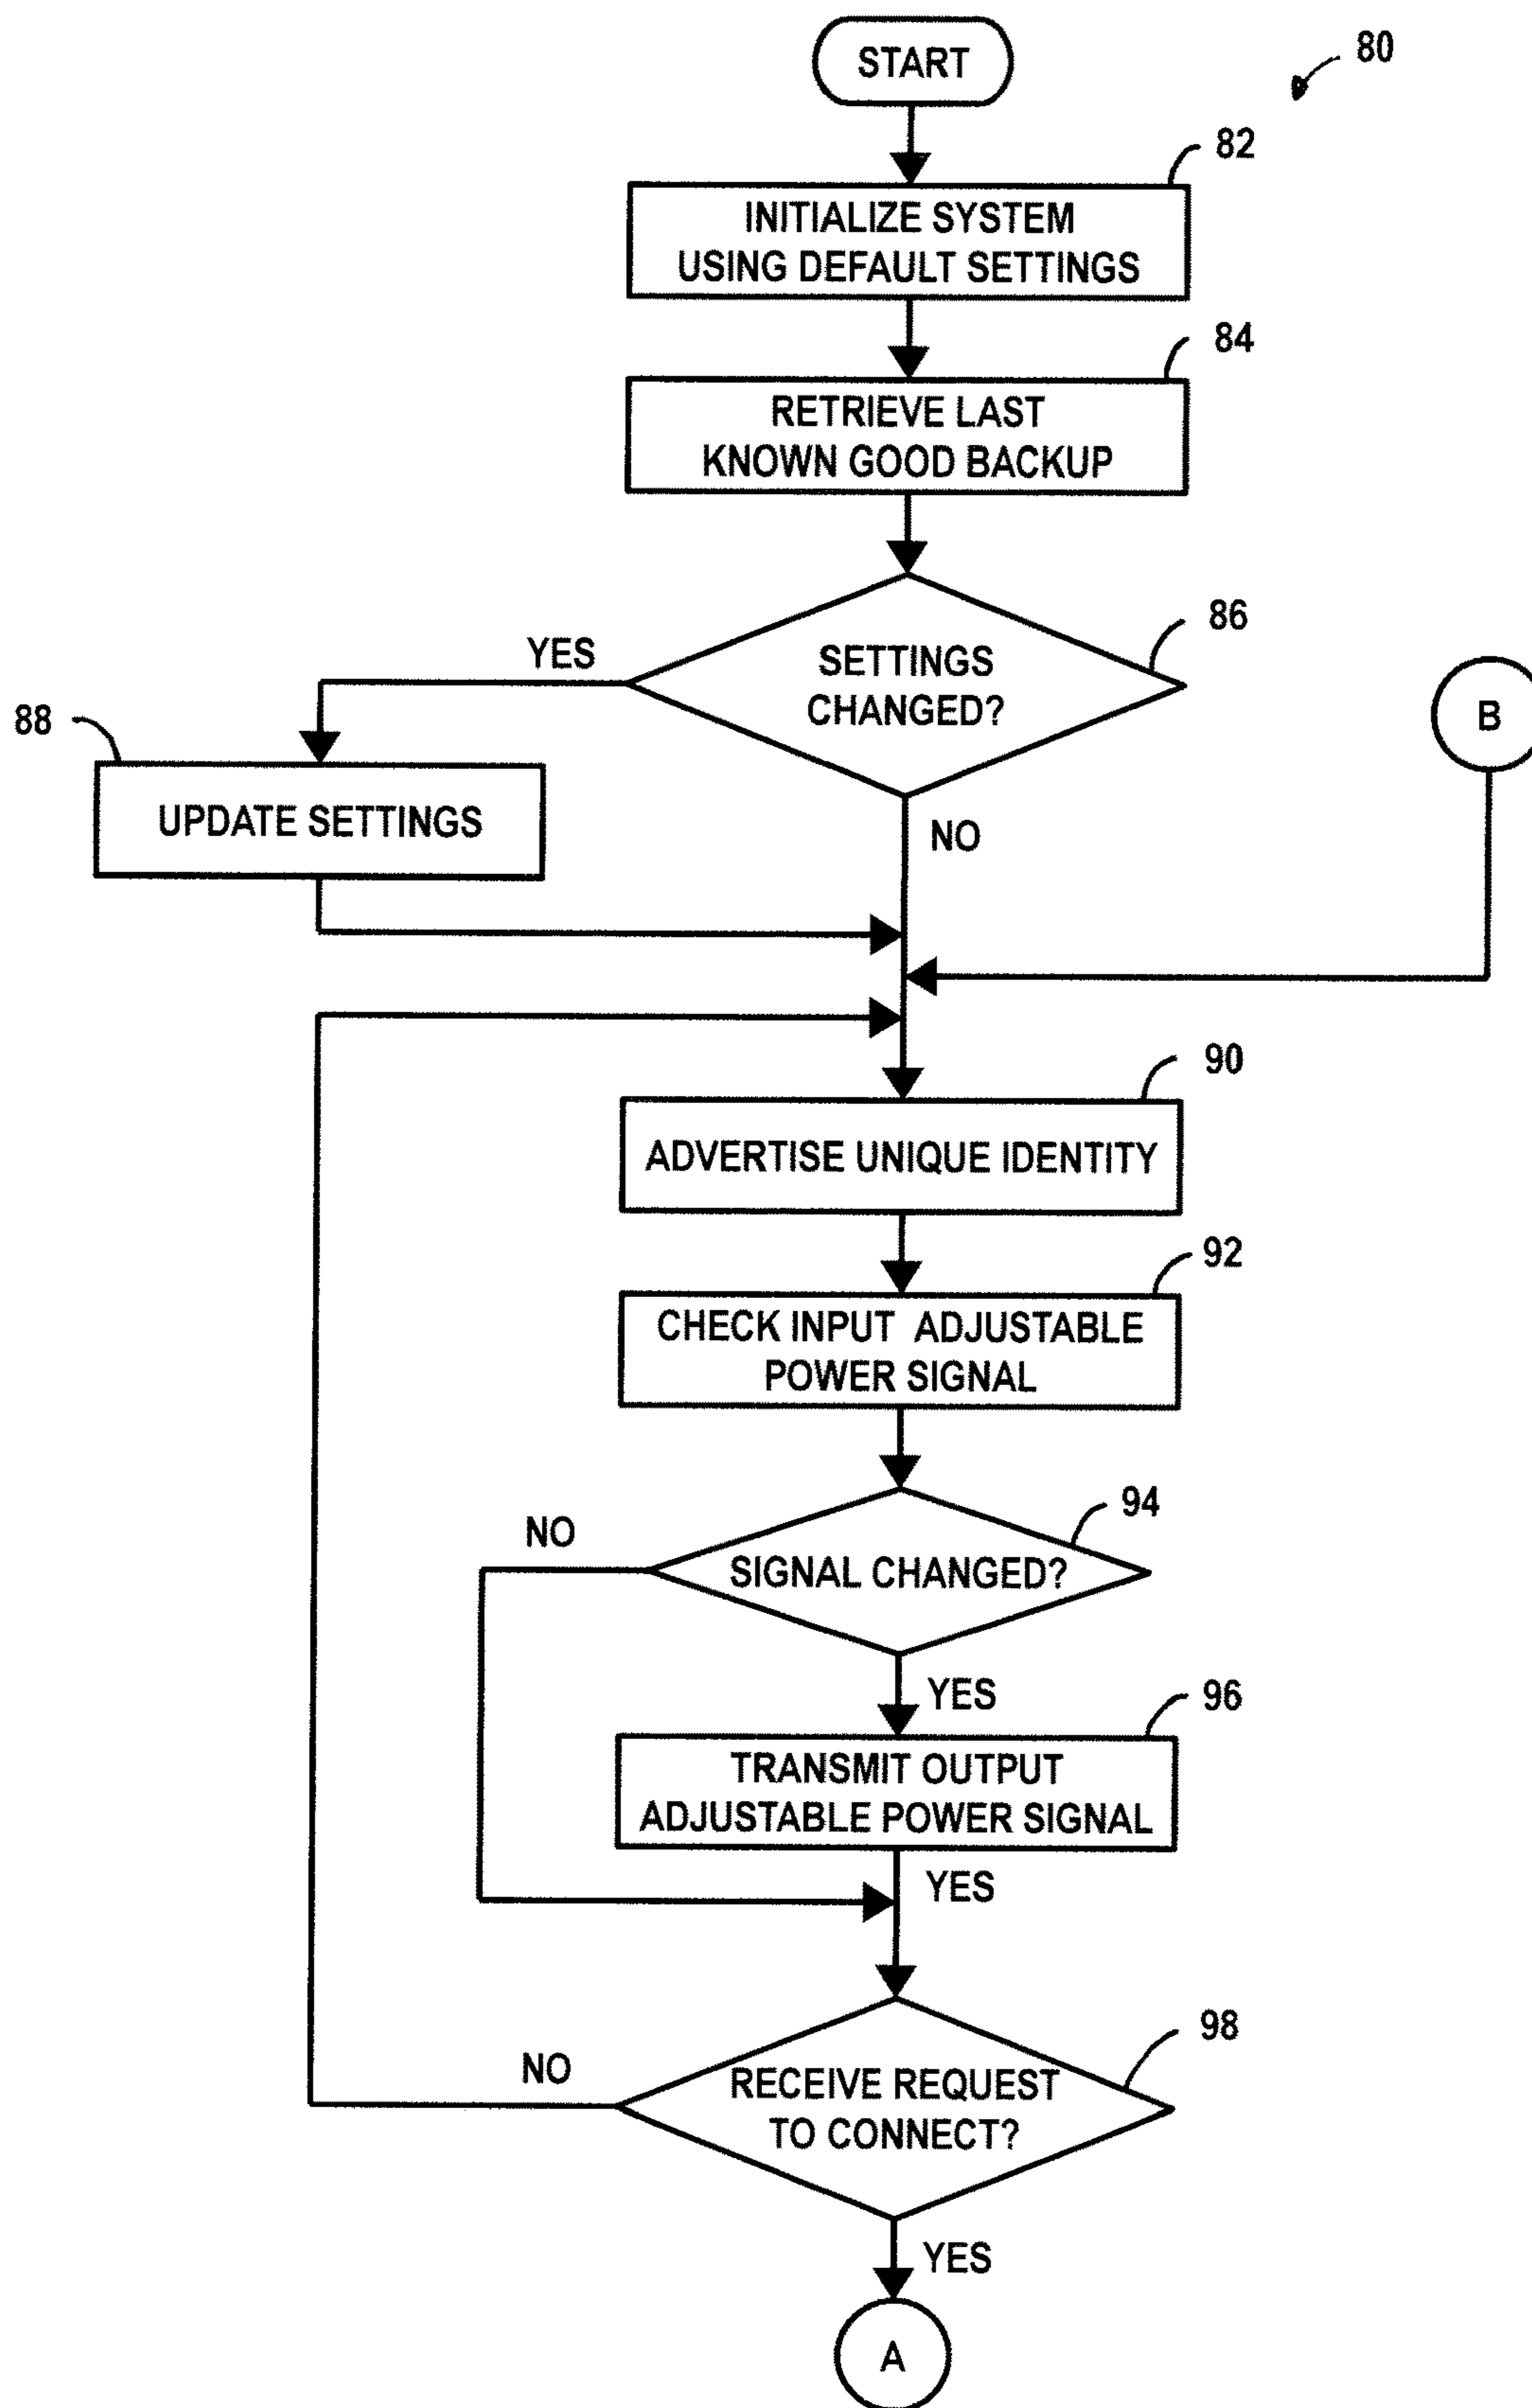 START
80
82
INITIALIZE SYSTEM
USING DEFAULT SETTINGS
84
RETRIEVE LAST
KNOWN GOOD BACKUP
86
SETTINGS
CHANGED?
YES
NO
88
UPDATE SETTINGS
B
90
ADVERTISE UNIQUE IDENTITY
92
CHECK INPUT ADJUSTABLE
POWER SIGNAL
94
SIGNAL CHANGED?
NO
YES
96
TRANSMIT OUTPUT
ADJUSTABLE POWER SIGNAL
YES
98
RECEIVE REQUEST
TO CONNECT?
NO
YES
A